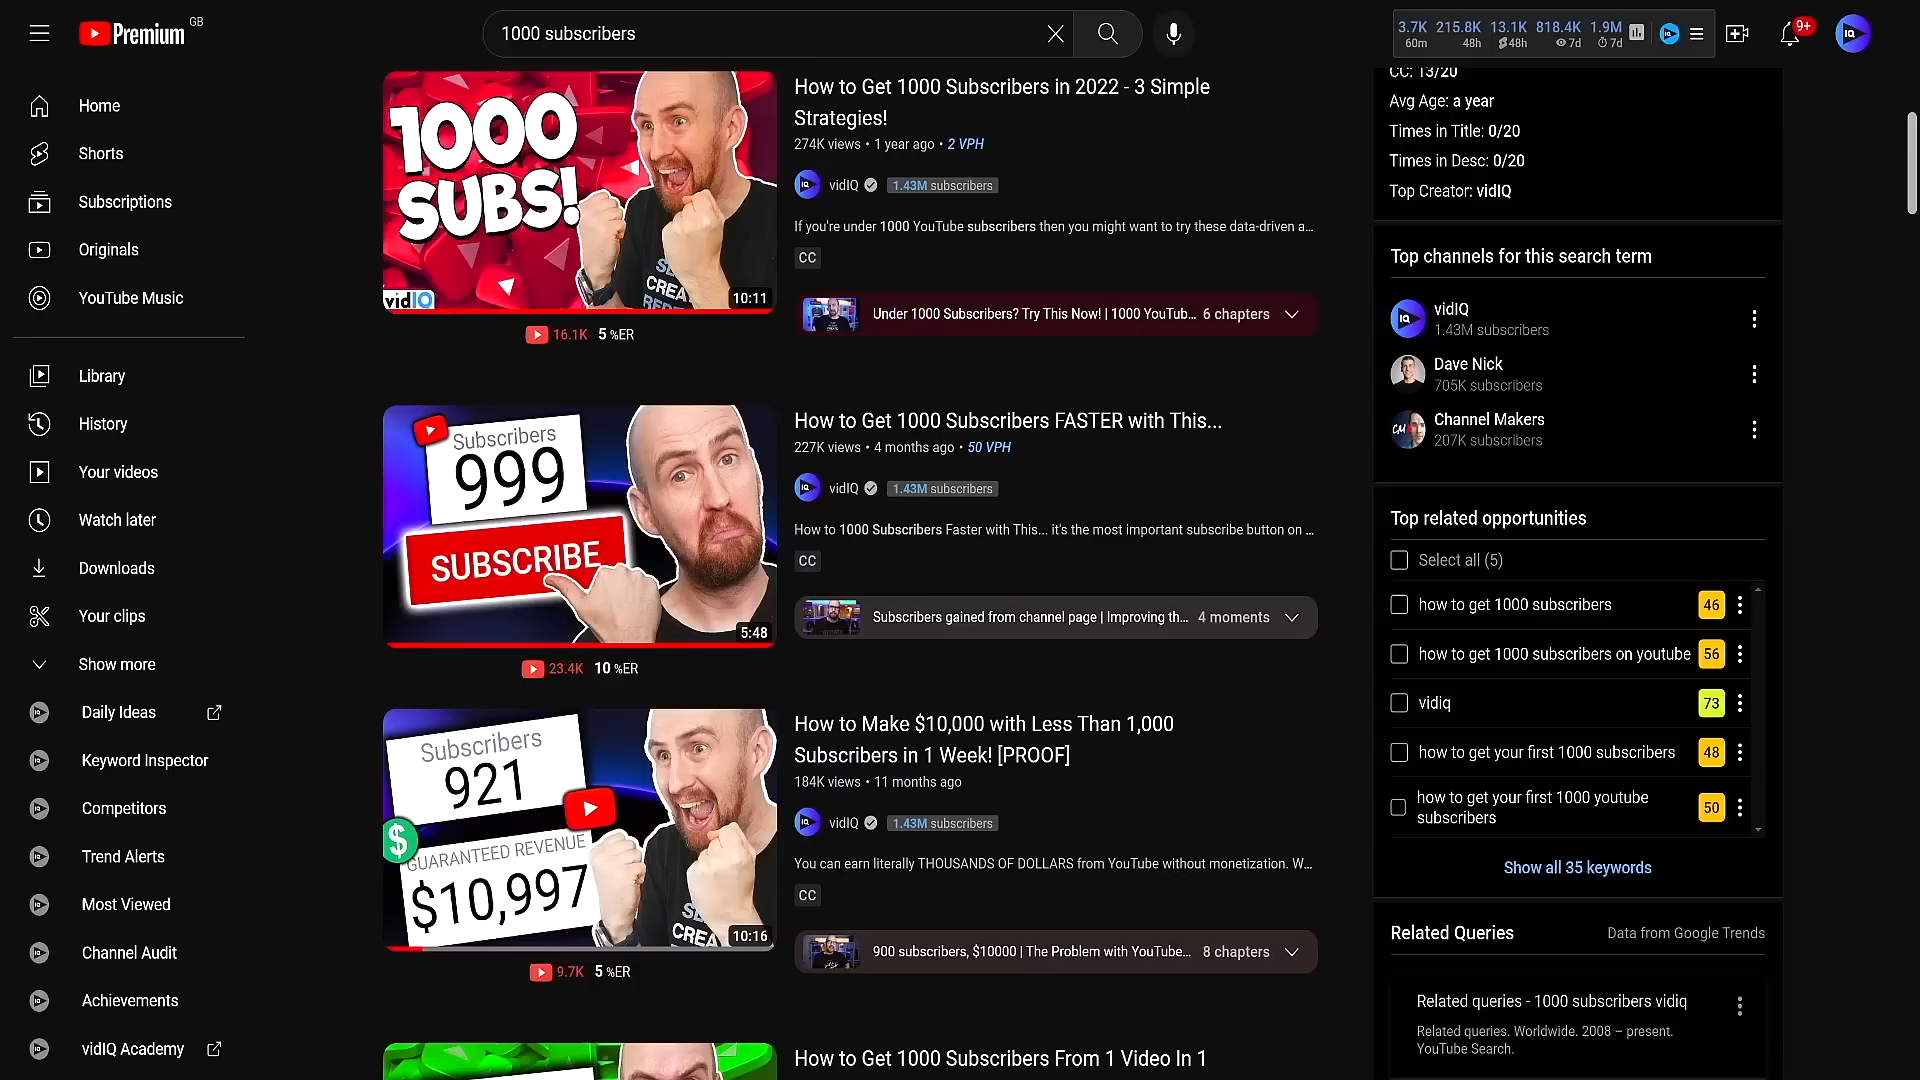 Premium
GB
1000 subscribers
3.7K 215.8K 13.1K 818.4K 1.9M
60m 48h 48h 7d 7d
9+
Home
Shorts
Subscriptions
Originals
YouTube Music
Library
History
Your videos
Watch later
Downloads
Your clips
Show more
Daily Ideas
Keyword Inspector
Competitors
Trend Alerts
Most Viewed
Channel Audit
Achievements
vidIQ Academy
1000
SUBS!
vidIQ
10:11
16.1K 5 %ER
How to Get 1000 Subscribers in 2022 - 3 Simple
Strategies!
274K views • 1 year ago • 2 VPH
vidIQ 1.43M subscribers
If you're under 1000 YouTube subscribers then you might want to try these data-driven a...
CC
Under 1000 Subscribers? Try This Now! | 1000 YouTub... 6 chapters
Subscribers
999
SUBSCRIBE
5:48
23.4K 10 %ER
How to Get 1000 Subscribers FASTER with This...
227K views • 4 months ago • 50 VPH
vidIQ 1.43M subscribers
How to 1000 Subscribers Faster with This... it's the most important subscribe button on ...
CC
Subscribers gained from channel page | Improving th... 4 moments
Subscribers
921
$
GUARANTEED REVENUE
$10,997
10:16
9.7K 5 %ER
How to Make $10,000 with Less Than 1,000
Subscribers in 1 Week! [PROOF]
184K views • 11 months ago
vidIQ 1.43M subscribers
You can earn literally THOUSANDS OF DOLLARS from YouTube without monetization. W...
CC
900 subscribers, $10000 | The Problem with YouTube... 8 chapters
How to Get 1000 Subscribers From 1 Video In 1
CC: 13/20
Avg Age: a year
Times in Title: 0/20
Times in Desc: 0/20
Top Creator: vidIQ
Top channels for this search term
vidIQ
1.43M subscribers
Dave Nick
705K subscribers
Channel Makers
207K subscribers
Top related opportunities
Select all (5)
how to get 1000 subscribers 46
how to get 1000 subscribers on youtube 56
vidiq 73
how to get your first 1000 subscribers 48
how to get your first 1000 youtube
subscribers 50
Show all 35 keywords
Related Queries Data from Google Trends
Related queries - 1000 subscribers vidiq
Related queries. Worldwide. 2008 – present.
YouTube Search.